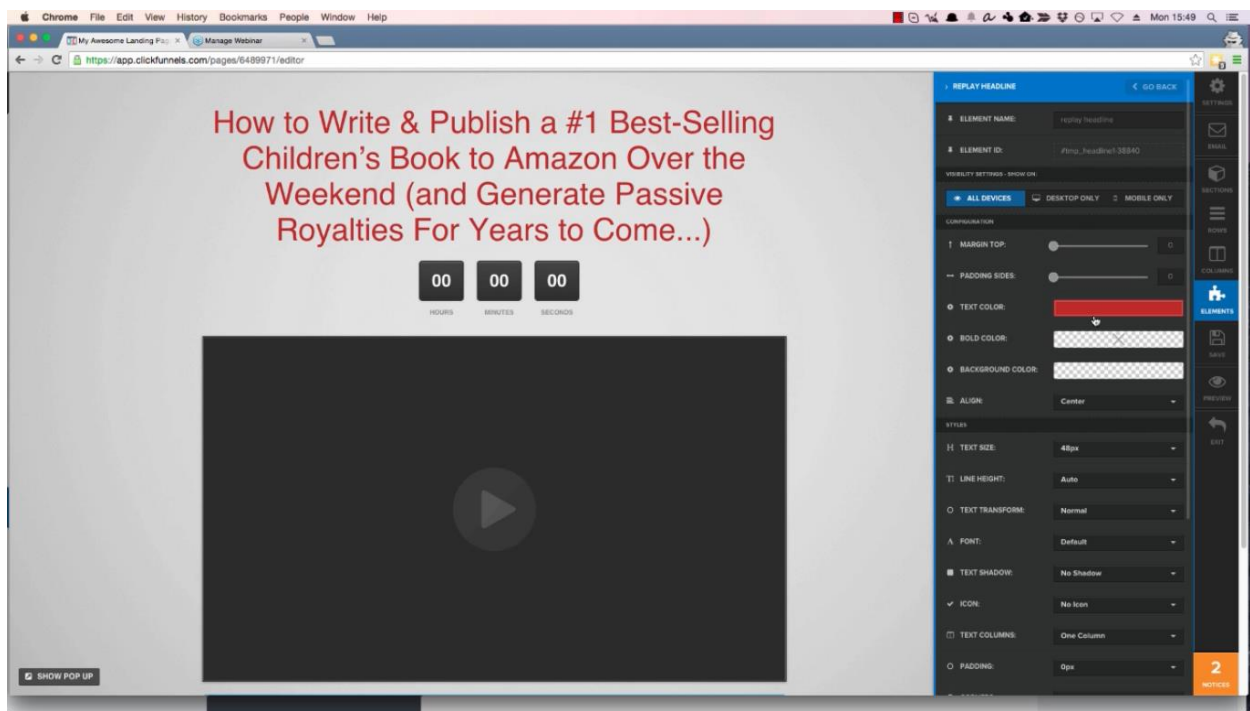 Chrome File Edit View History Bookmarks People Window Help
Mon 15:49
My Awesome Landing Pag
Manage Webinar
https://app.clickfunnels.com/pages/6489971/editor
How to Write & Publish a #1 Best-Selling
Children's Book to Amazon Over the
Weekend (and Generate Passive
Royalties For Years to Come...)
00 00 00
HOURS MINUTES SECONDS
SHOW POP UP
REPLAY HEADLINE GO BACK
ELEMENT NAME: replay headline
ELEMENT ID: #tmp_headline1-38840
VISIBILITY SETTINGS - SHOW ON:
ALL DEVICES DESKTOP ONLY MOBILE ONLY
CONFIGURATION
MARGIN TOP: 0
PADDING SIDES: 0
TEXT COLOR:
BOLD COLOR:
BACKGROUND COLOR:
ALIGN: Center
STYLES
TEXT SIZE: 48px
LINE HEIGHT: Auto
TEXT TRANSFORM: Normal
FONT: Default
TEXT SHADOW: No Shadow
ICON: No Icon
TEXT COLUMNS: One Column
PADDING: 0px
SETTINGS
EMAIL
SECTIONS
ROWS
COLUMNS
ELEMENTS
SAVE
PREVIEW
EXIT
2
NOTICES